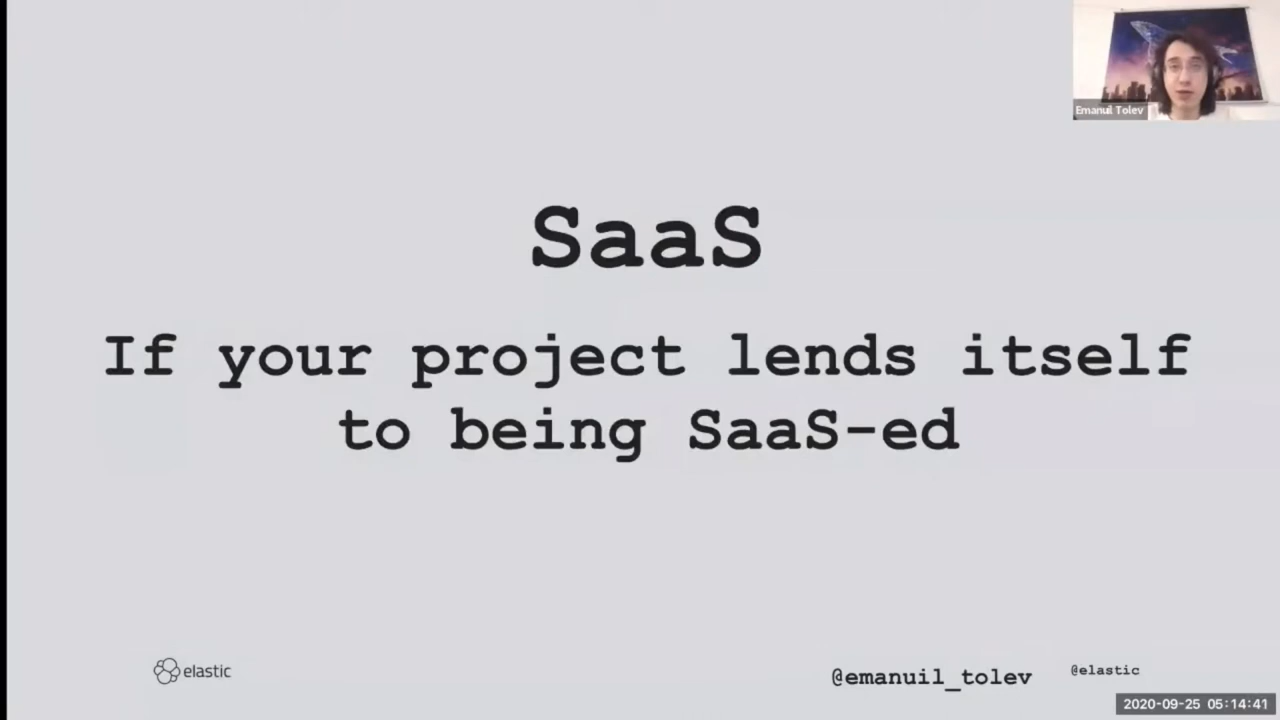 Emanuil Tolev
SaaS
If your project lends itself
to being SaaS-ed
elastic
@emanuil_tolev
@elastic
2020-09-25 05:14:41